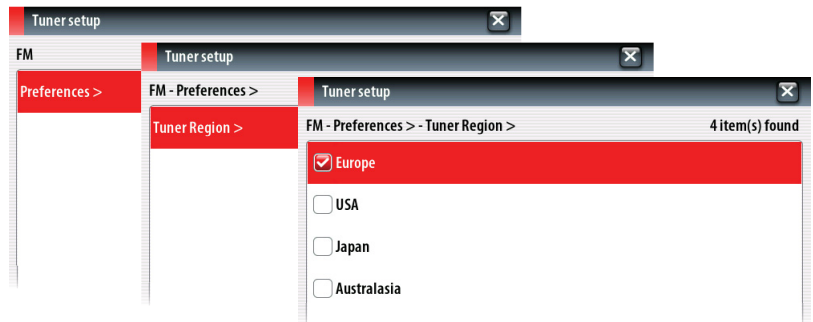 Tuner setup
FM
Preferences >
Tuner setup
FM - Preferences >
Tuner Region >
Tuner setup
FM - Preferences > - Tuner Region >
4 item(s) found
Europe
USA
Japan
Australasia